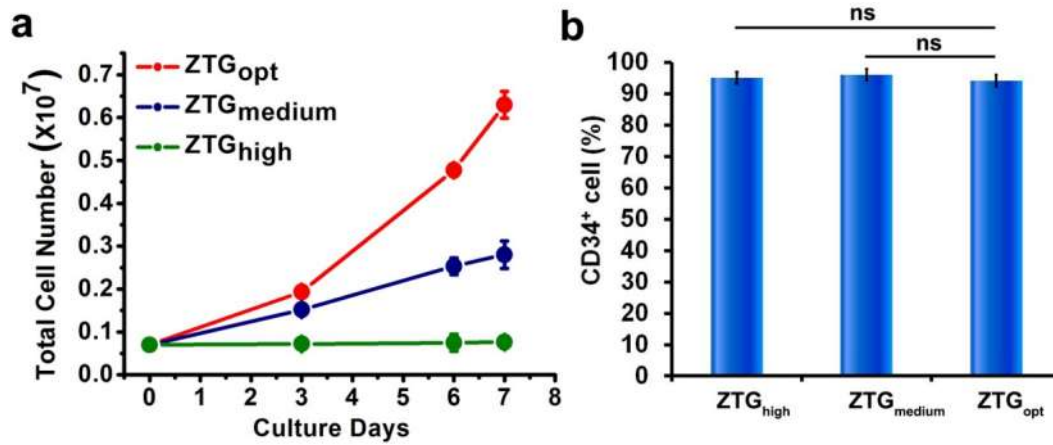 a
ZTGopt
ZTGmedium
ZTGhigh
Total Cell Number (X10⁷)
0.7
0.6
0.5
0.4
0.3
0.2
0.1
0.0
0 1 2 3 4 5 6 7 8
Culture Days
b
ns
ns
CD34⁺ cell (%)
100
90
80
70
60
50
40
30
20
10
0
ZTGhigh ZTGmedium ZTGopt